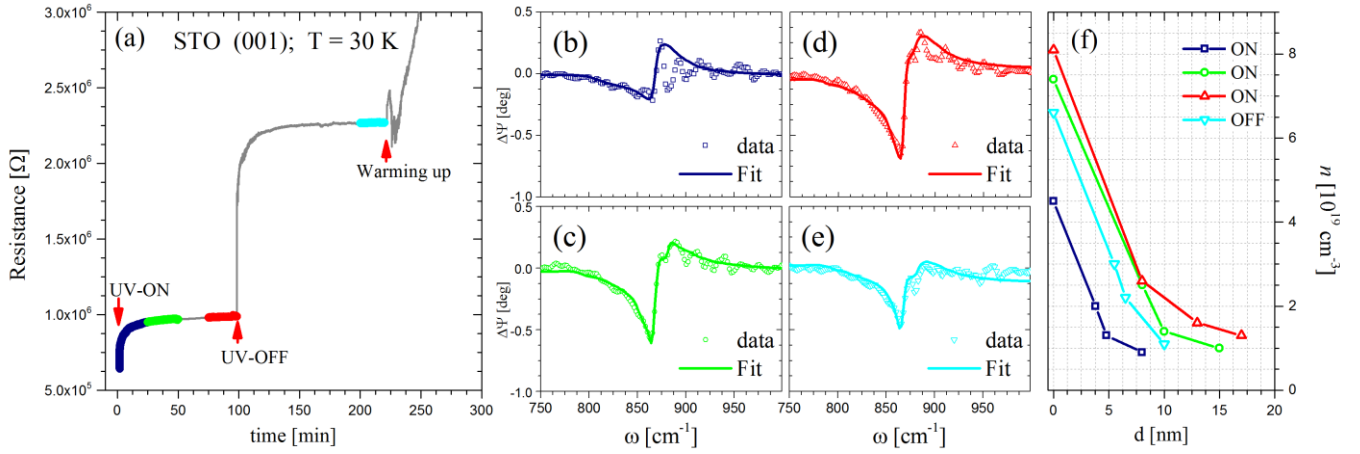 (a) STO (001); T = 30 K
3.0x10⁶
2.5x10⁶
2.0x10⁶
1.5x10⁶
1.0x10⁶
5.0x10⁵
Resistance [Ω]
UV-ON
UV-OFF
Warming up
0 50 100 150 200 250 300
time [min]
(b)
0.5
0.0
-0.5
-1.0
ΔΨ [deg]
data
Fit
(d)
data
Fit
(c)
0.5
0.0
-0.5
-1.0
ΔΨ [deg]
data
Fit
750 800 850 900 950
ω [cm⁻¹]
(e)
data
Fit
750 800 850 900 950
ω [cm⁻¹]
(f)
ON
ON
ON
OFF
8
6
4
2
0
n [10¹⁹ cm⁻³]
0 5 10 15 20
d [nm]